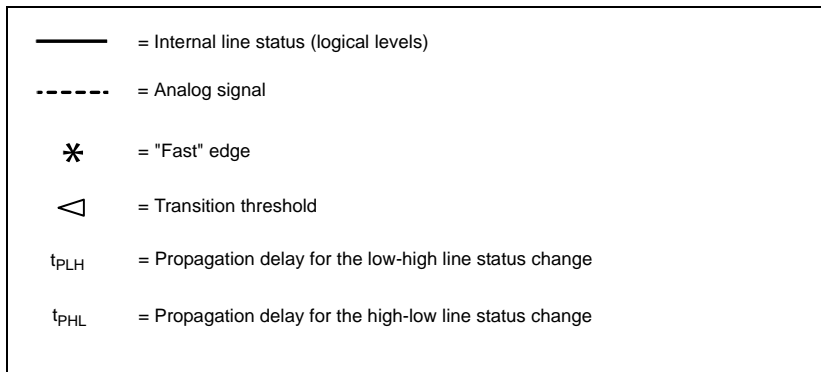 = Internal line status (logical levels)
= Analog signal
= "Fast" edge
= Transition threshold
tPLH = Propagation delay for the low-high line status change
tPHL = Propagation delay for the high-low line status change